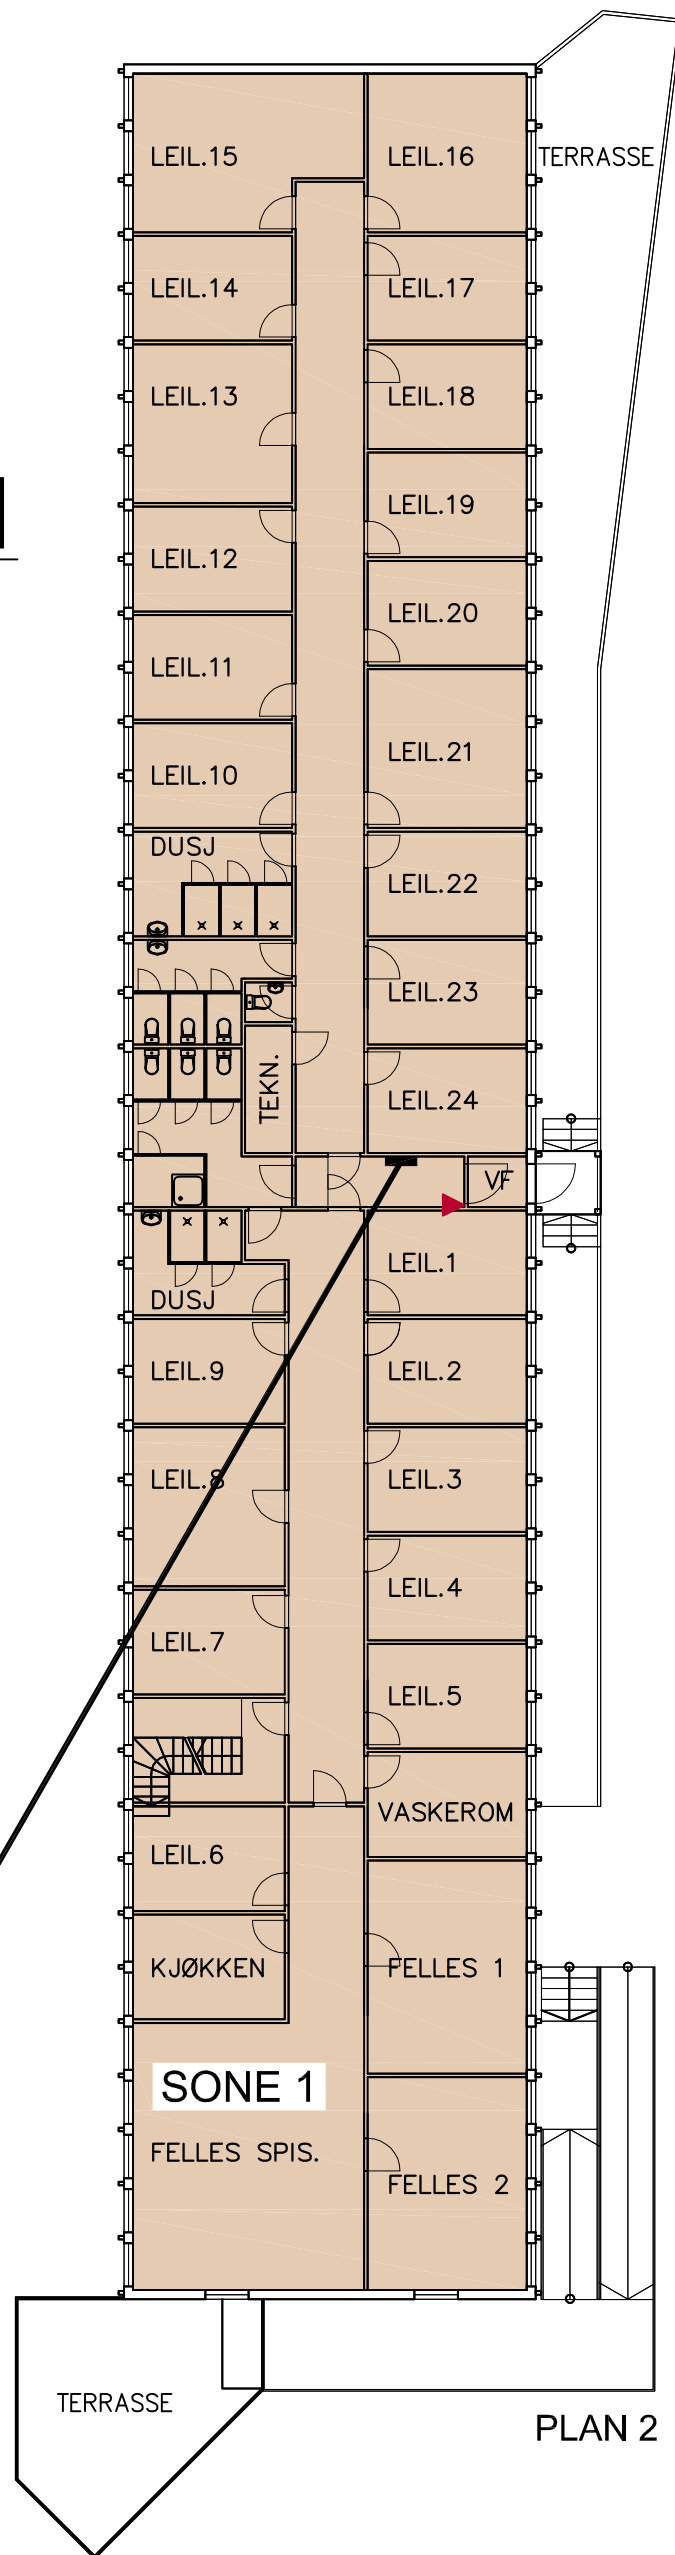 LEIL.15
LEIL.16
TERRASSE
LEIL.14
LEIL.17
LEIL.13
LEIL.18
LEIL.19
LEIL.12
LEIL.20
LEIL.11
LEIL.21
LEIL.10
DUSJ
LEIL.22
LEIL.23
TEKN.
LEIL.24
VF
LEIL.1
DUSJ
LEIL.9
LEIL.2
LEIL.8
LEIL.3
LEIL.4
LEIL.7
LEIL.5
VASKEROM
LEIL.6
KJØKKEN
FELLES 1
SONE 1
FELLES SPIS.
FELLES 2
TERRASSE
PLAN 2